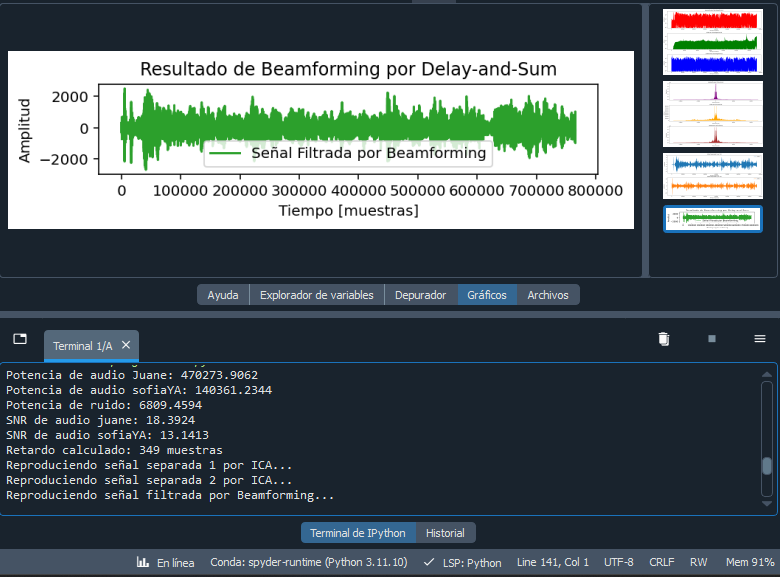 Resultado de Beamforming por Delay-and-Sum
Amplitud
2000
0
−2000
Señal Filtrada por Beamforming
0 100000 200000 300000 400000 500000 600000 700000 800000
Tiempo [muestras]
Ayuda Explorador de variables Depurador Gráficos Archivos
Terminal 1/A
Potencia de audio Juane: 470273.9062
Potencia de audio sofiaYA: 140361.2344
Potencia de ruido: 6809.4594
SNR de audio juane: 18.3924
SNR de audio sofiaYA: 13.1413
Retardo calculado: 349 muestras
Reproduciendo señal separada 1 por ICA...
Reproduciendo señal separada 2 por ICA...
Reproduciendo señal filtrada por Beamforming...
Terminal de IPython Historial
En línea Conda: spyder-runtime (Python 3.11.10) LSP: Python Line 141, Col 1 UTF-8 CRLF RW Mem 91%